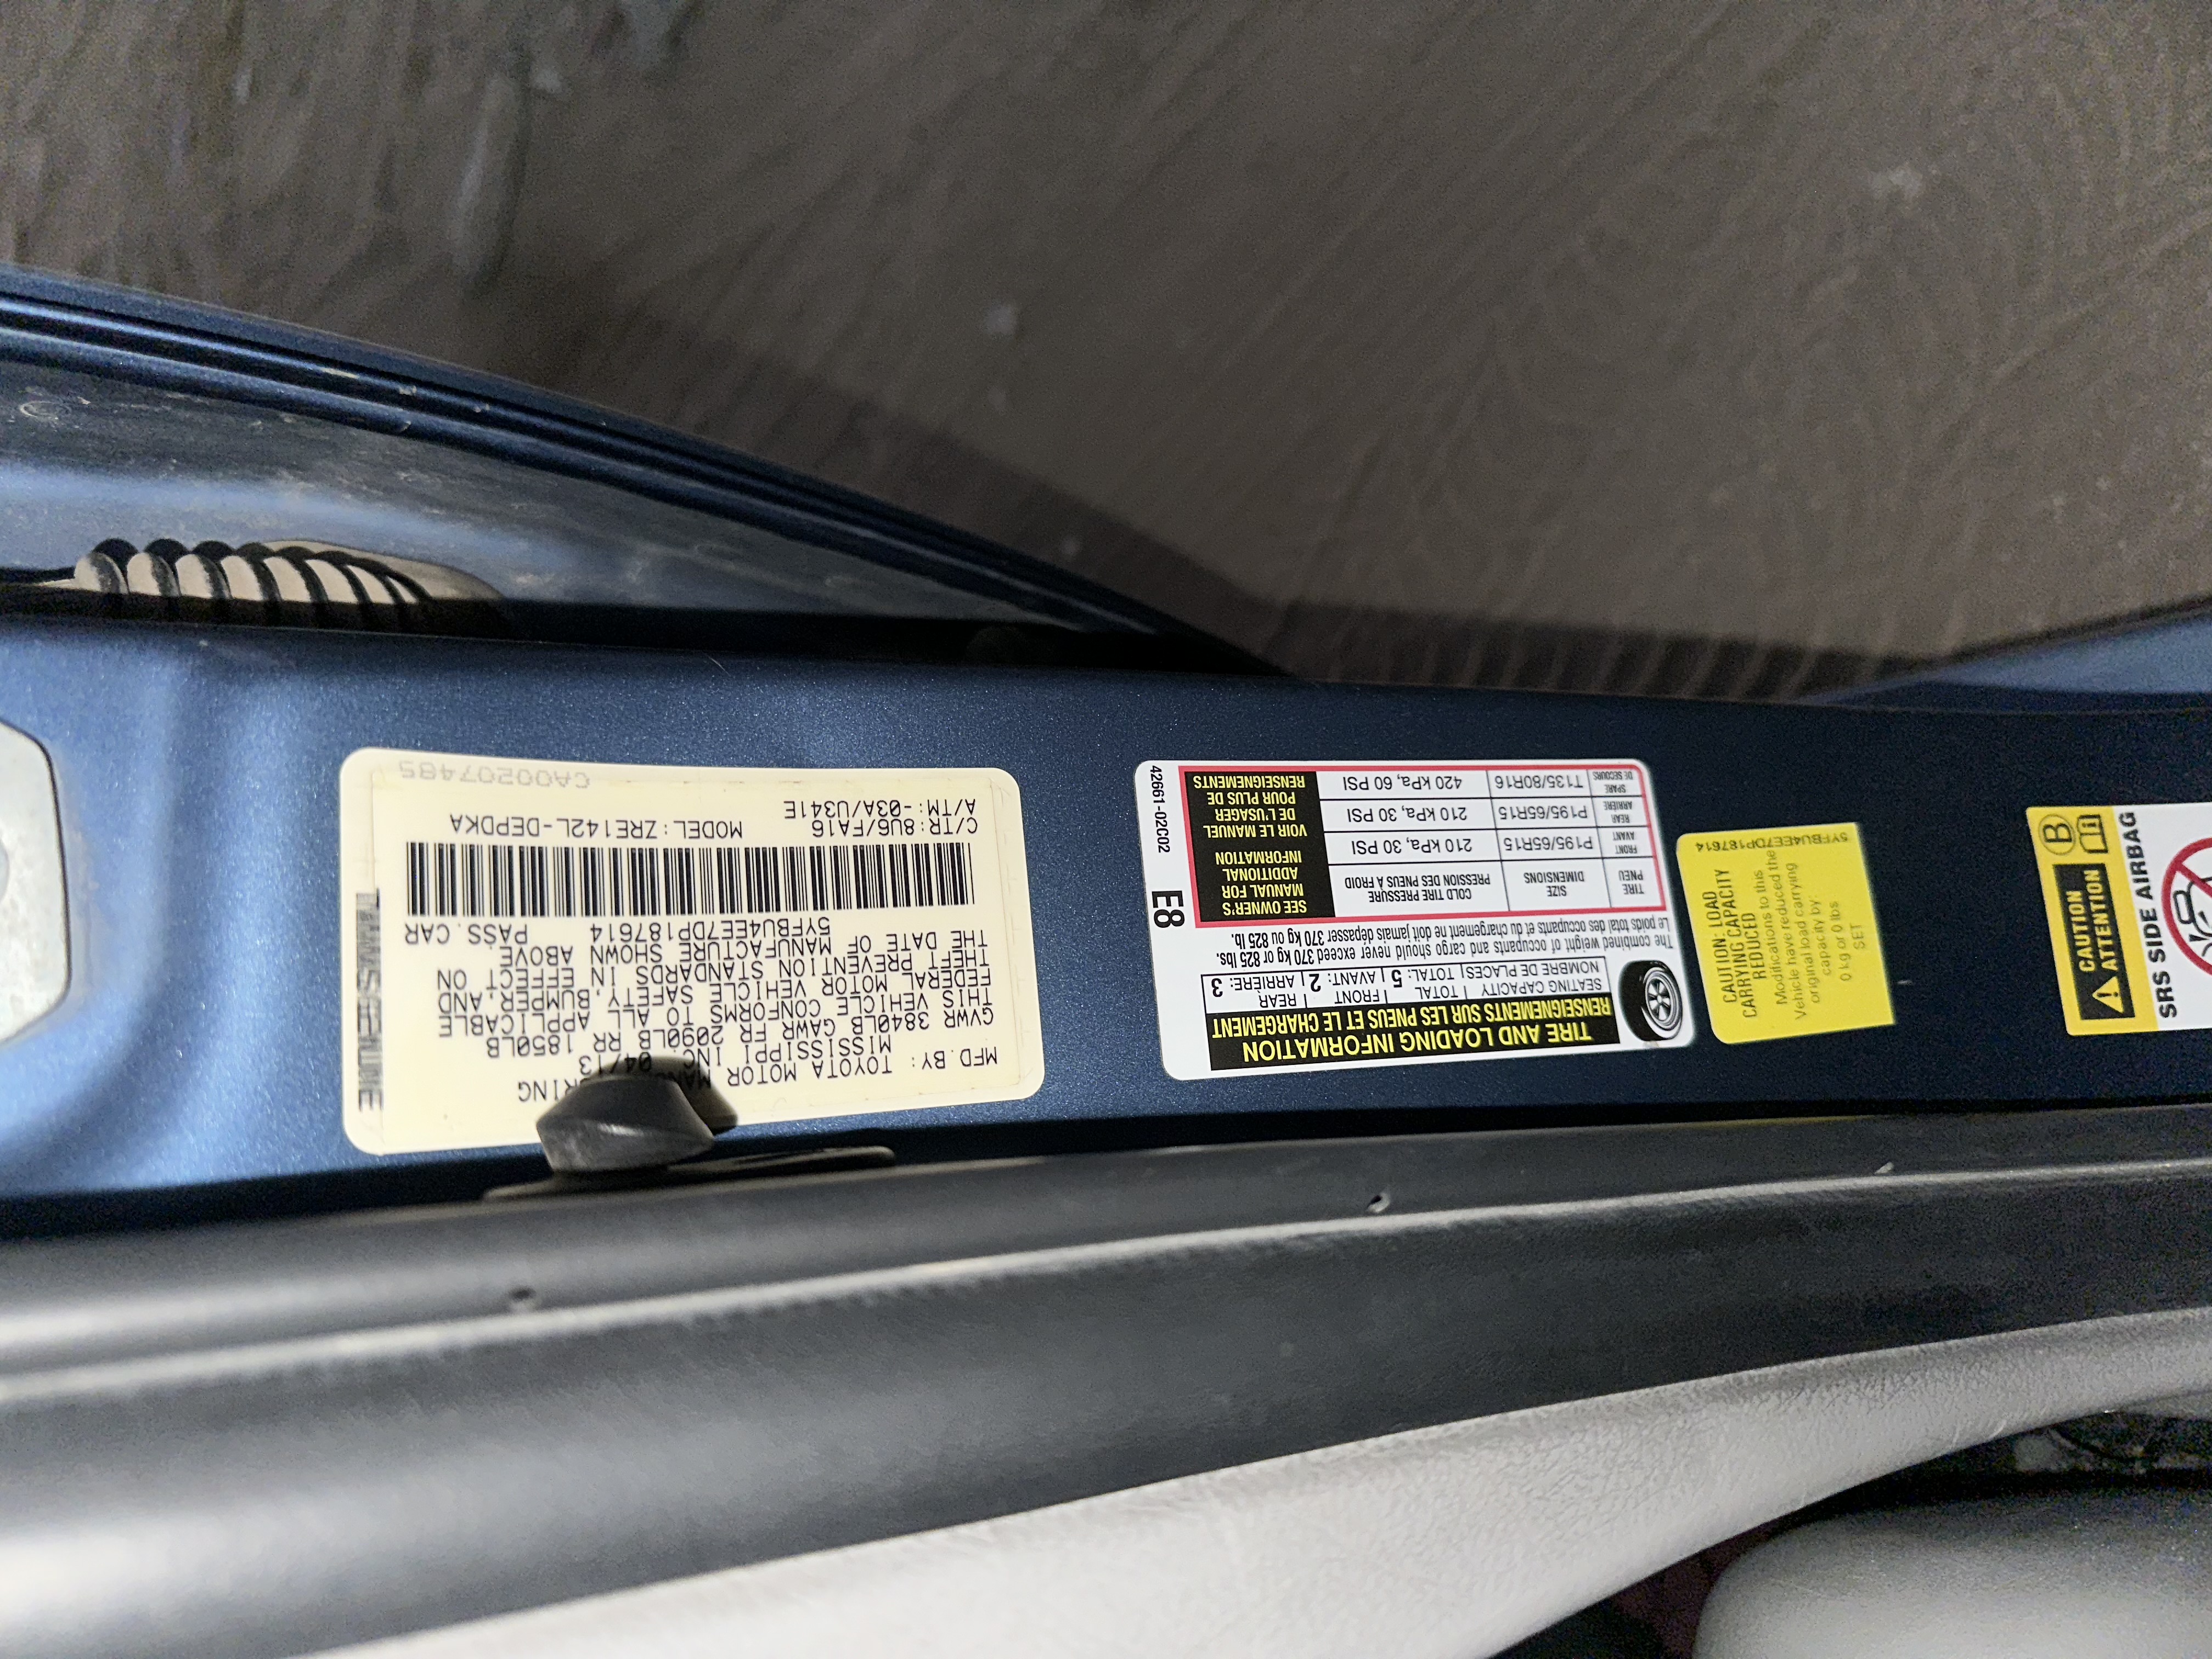 MFD.BY: TOYOTA MOTOR MANUFACTURING
MISSISSIPPI INC. 04/13
GVWR 3840LB GAWR FR 2090LB RR 1850LB
THIS VEHICLE CONFORMS TO ALL APPLICABLE
FEDERAL MOTOR VEHICLE SAFETY, BUMPER, AND
THEFT PREVENTION STANDARDS IN EFFECT ON
THE DATE OF MANUFACTURE SHOWN ABOVE.
5YFBU4EE7DP187614 PASS.CAR
C/TR:8U6/FA16 MODEL:ZRE142L-DEPDKA
A/TM:-03A/U341E
CA00207485
TIRE AND LOADING INFORMATION
RENSEIGNEMENTS SUR LES PNEUS ET LE CHARGEMENT
SEATING CAPACITY TOTAL FRONT REAR
NOMBRE DE PLACES TOTAL: 5 AVANT: 2 ARRIÈRE: 3
The combined weight of occupants and cargo should never exceed 370 kg or 825 lbs.
Le poids total des occupants et du chargement ne doit jamais dépasser 370 kg ou 825 lb.
TIRE SIZE COLD TIRE PRESSURE
PNEU DIMENSIONS PRESSION DES PNEUS À FROID
FRONT
AVANT P195/65R15 210 kPa, 30 PSI
REAR
ARRIÈRE P195/65R15 210 kPa, 30 PSI
SPARE
DE SECOURS T135/80R16 420 kPa, 60 PSI
SEE OWNER'S
MANUAL FOR
ADDITIONAL
INFORMATION
VOIR LE MANUEL
DE L'USAGER
POUR PLUS DE
RENSEIGNEMENTS
42661-02C02 E8
CAUTION: LOAD
CARRYING CAPACITY
REDUCED
Modifications to this
Vehicle have reduced the
original load carrying
capacity by
0 kg or 0 lbs
SET
5YFBU4EE7DP187614
CAUTION
ATTENTION
B
SRS SIDE AIRBAG